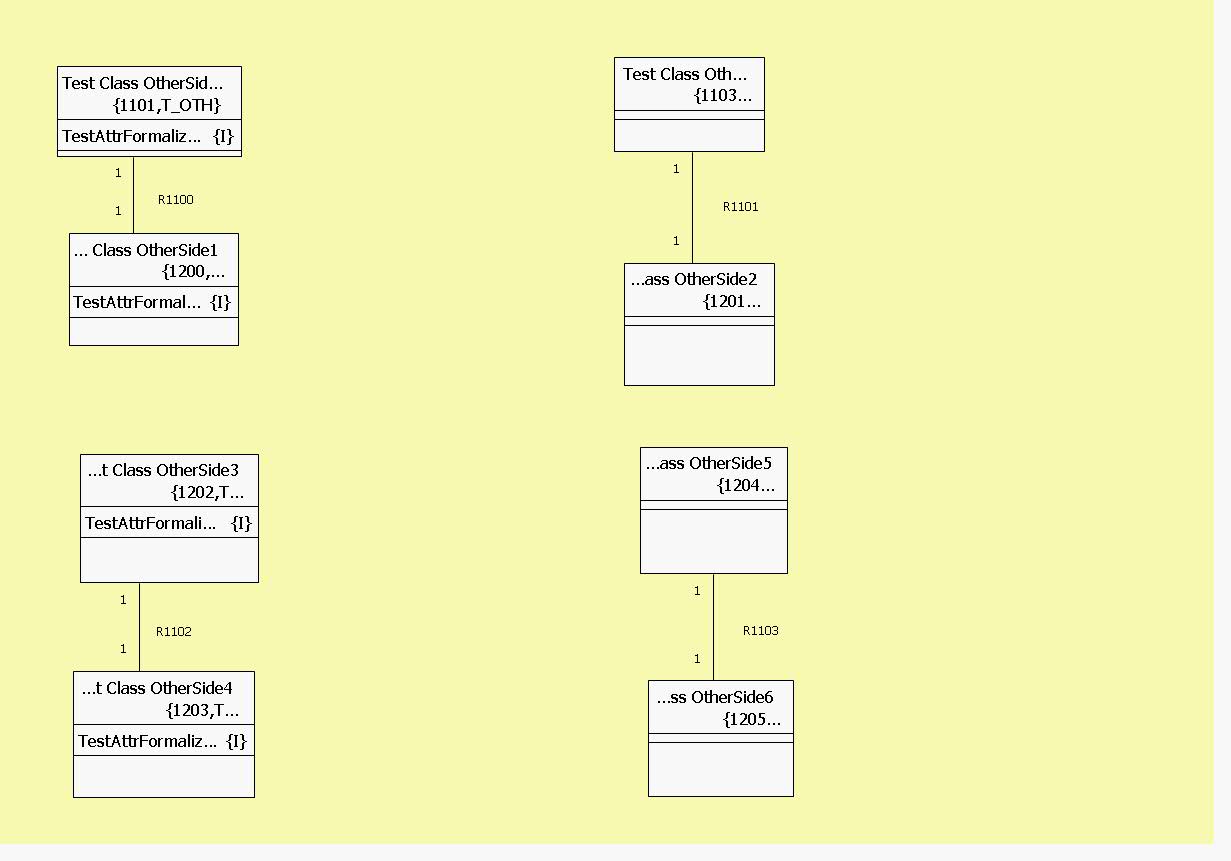 Test Class OtherSid...
{1101,T_OTH}
TestAttrFormaliz... {I}
1
R1100
1
... Class OtherSide1
{1200,...
TestAttrFormal... {I}
Test Class Oth...
{1103...
1
R1101
1
...ass OtherSide2
{1201...
...t Class OtherSide3
{1202,T...
TestAttrFormali... {I}
1
R1102
1
...t Class OtherSide4
{1203,T...
TestAttrFormaliz... {I}
...ass OtherSide5
{1204...
1
R1103
1
...ss OtherSide6
{1205...